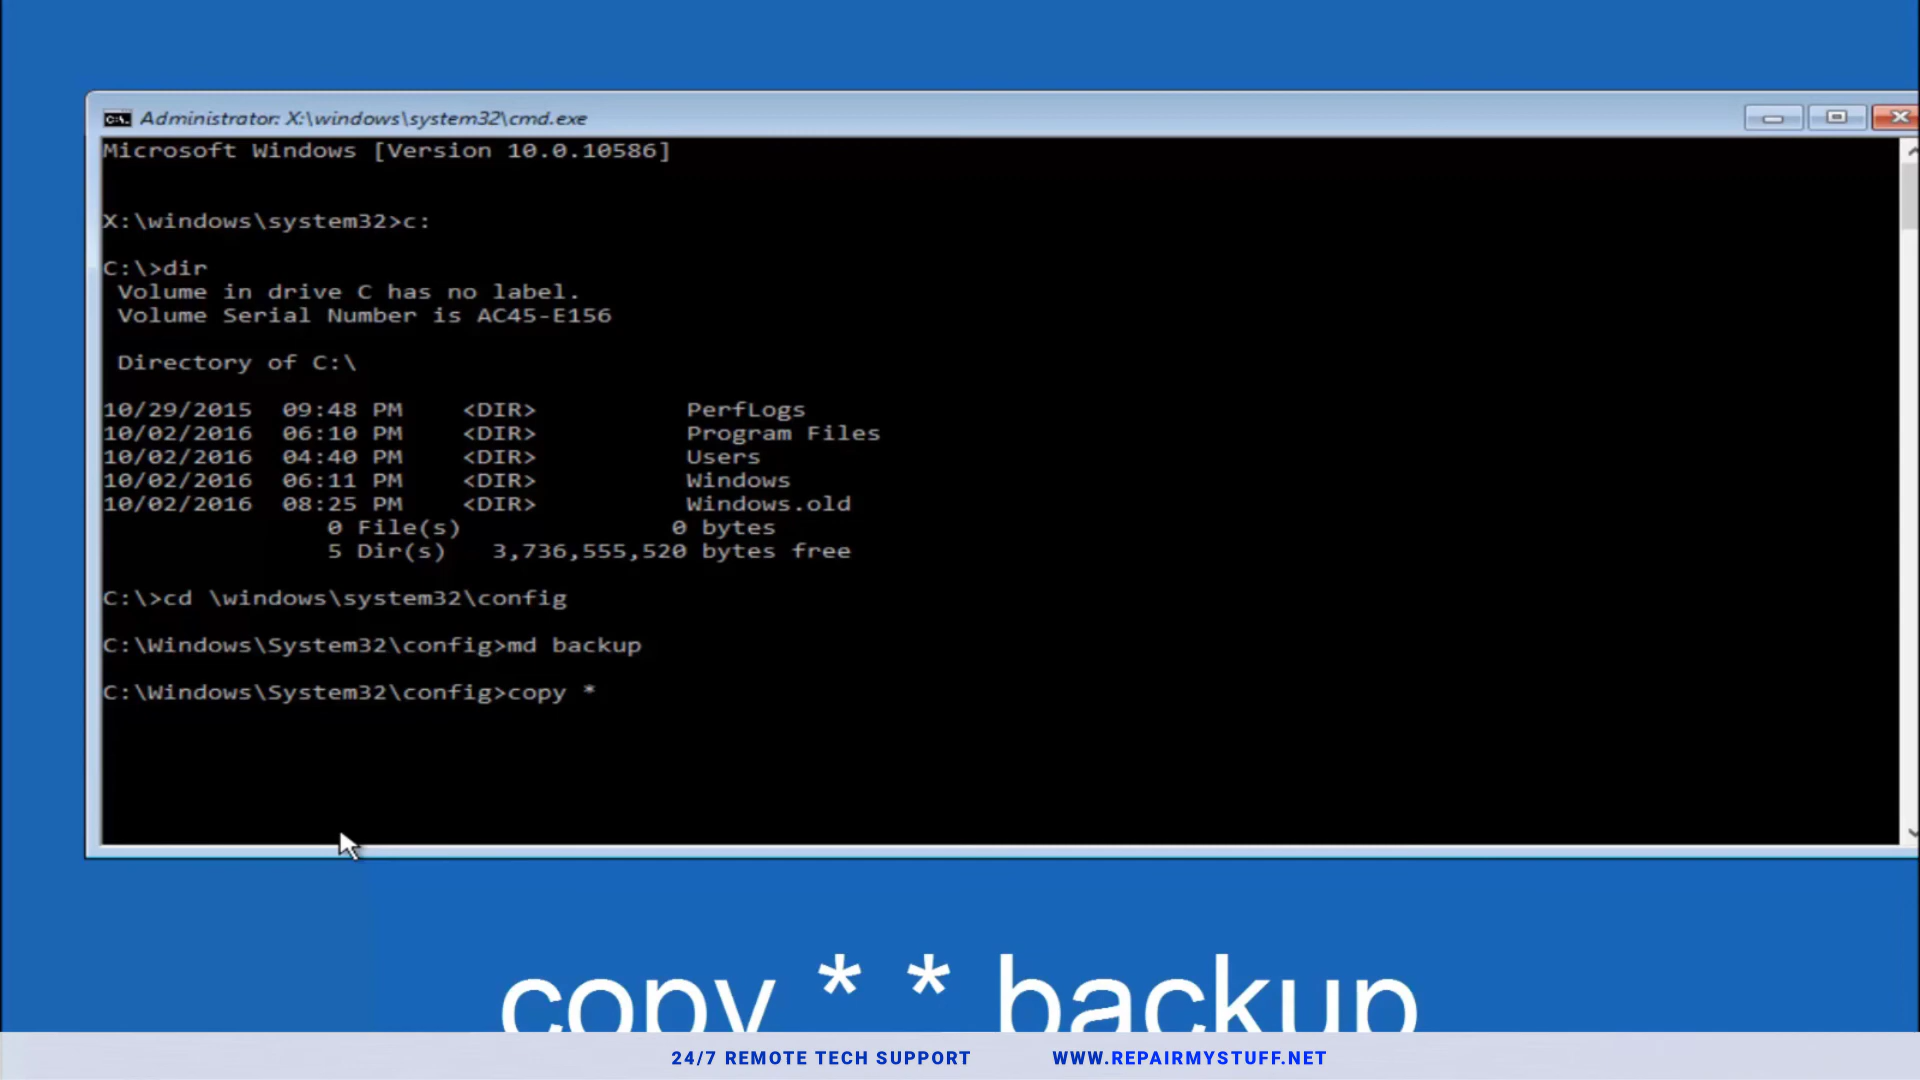 Administrator: X:\windows\system32\cmd.exe
Microsoft Windows [Version 10.0.10586]
X:\windows\system32>c:
C:\>dir
Volume in drive C has no label.
Volume Serial Number is AC45-E156
Directory of C:\
10/29/2015  09:48 PM    <DIR>          PerfLogs
10/02/2016  06:10 PM    <DIR>          Program Files
10/02/2016  04:40 PM    <DIR>          Users
10/02/2016  06:11 PM    <DIR>          Windows
10/02/2016  08:25 PM    <DIR>          Windows.old
0 File(s)              0 bytes
5 Dir(s)   3,736,555,520 bytes free
C:\>cd \windows\system32\config
C:\Windows\System32\config>md backup
C:\Windows\System32\config>copy *
copy * * backup
24/7 REMOTE TECH SUPPORT WWW.REPAIRMYSTUFF.NET